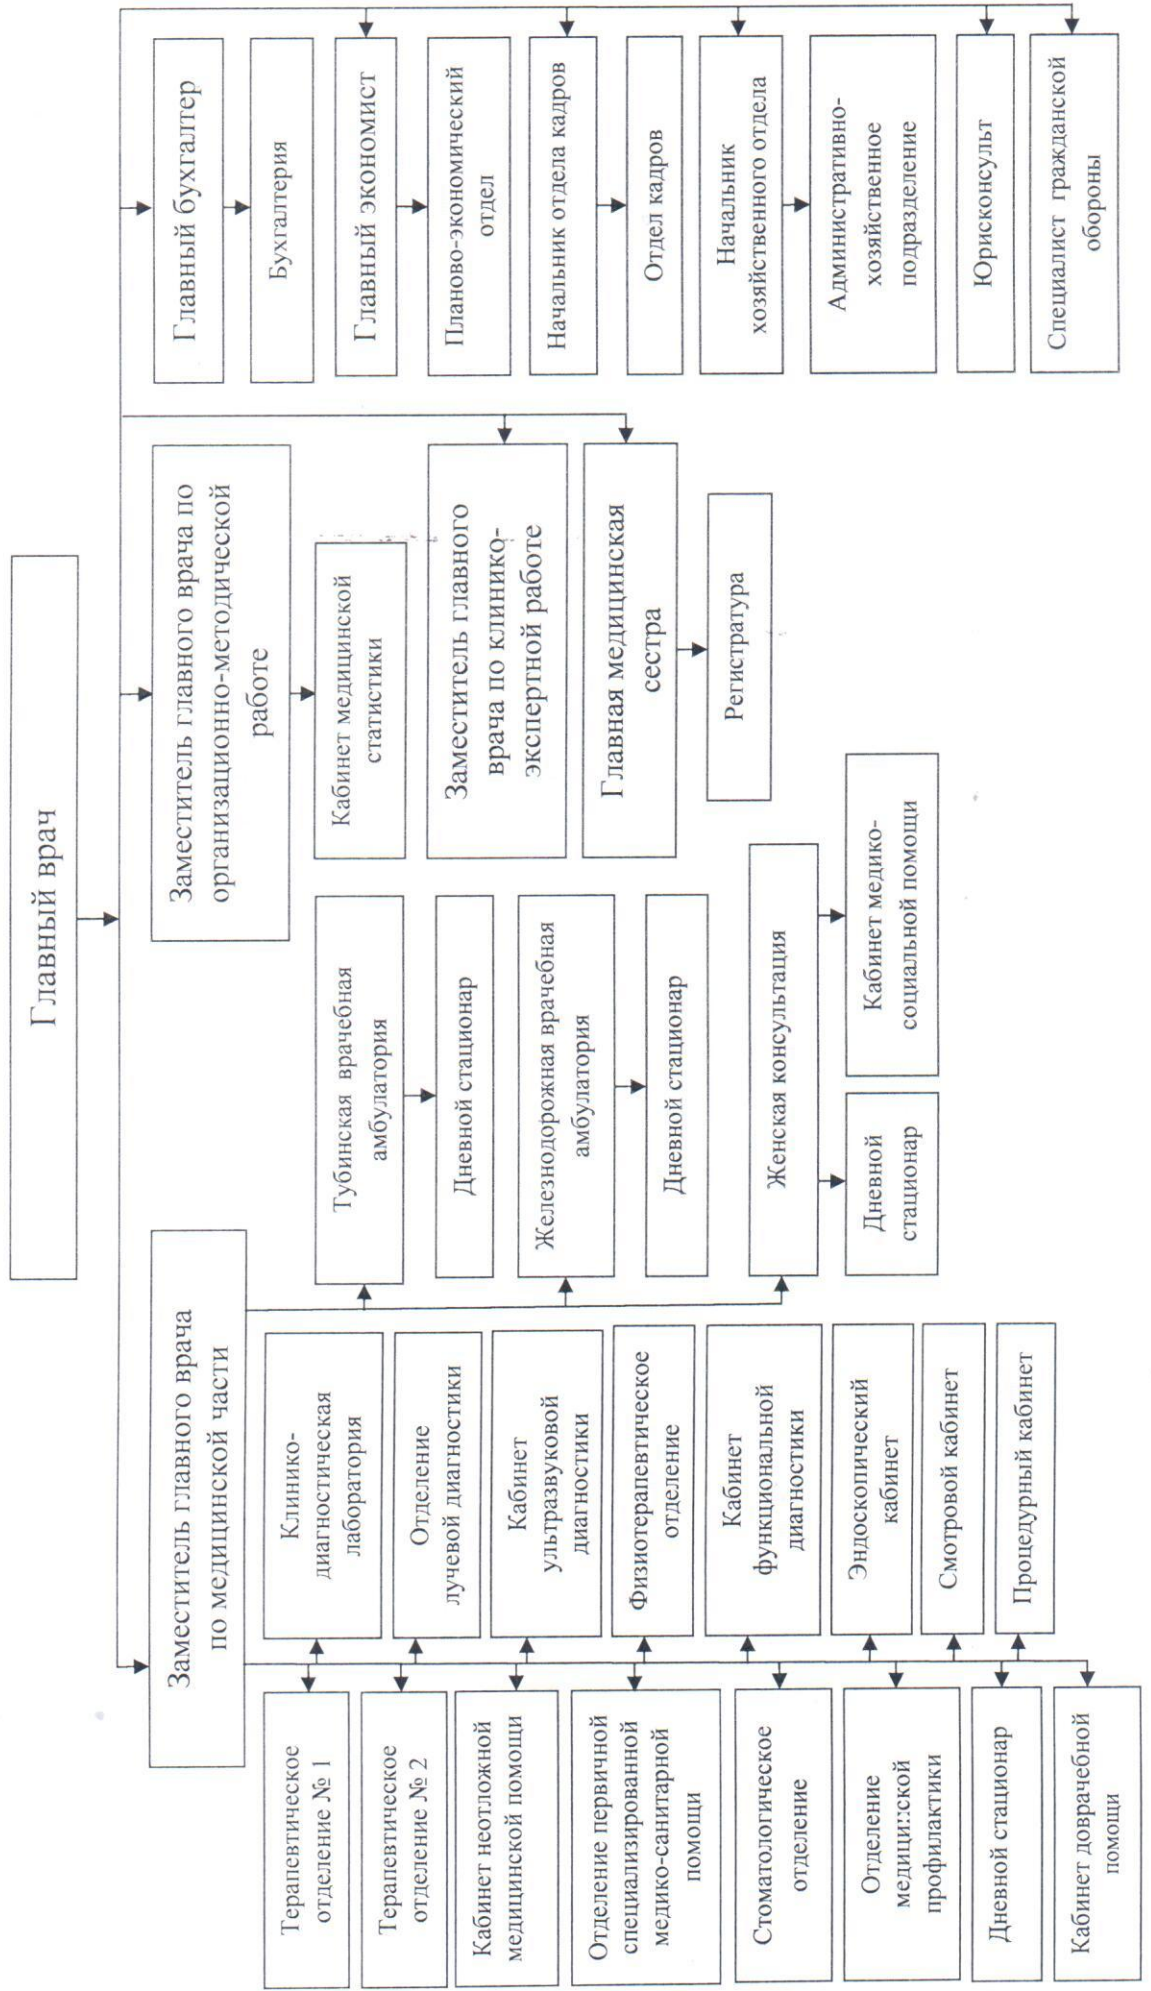 Главный врач
Заместитель главного врача
по медицинской части
Терапевтическое
отделение № 1
Терапевтическое
отделение № 2
Кабинет неотложной
медицинской помощи
Отделение первичной
специализированной
медико-санитарной
помощи
Стоматологическое
отделение
Отделение
медицинской
профилактики
Дневной стационар
Кабинет доврачебной
помощи
Клинико-
диагностическая
лаборатория
Отделение
лучевой диагностики
Кабинет
ультразвуковой
диагностики
Физиотерапевтическое
отделение
Кабинет
функциональной
диагностики
Эндоскопический
кабинет
Смотровой кабинет
Процедурный кабинет
Тубинская врачебная
амбулатория
Дневной стационар
Железнодорожная врачебная
амбулатория
Дневной стационар
Женская консультация
Дневной
стационар
Кабинет медико-
социальной помощи
Заместитель главного врача по
организационно-методической
работе
Кабинет медицинской
статистики
Заместитель главного
врача по клинико-
экспертной работе
Главная медицинская
сестра
Регистратура
Главный бухгалтер
Бухгалтерия
Главный экономист
Планово-экономический
отдел
Начальник отдела кадров
Отдел кадров
Начальник
хозяйственного отдела
Административно-
хозяйственное
подразделение
Юрисконсульт
Специалист гражданской
обороны